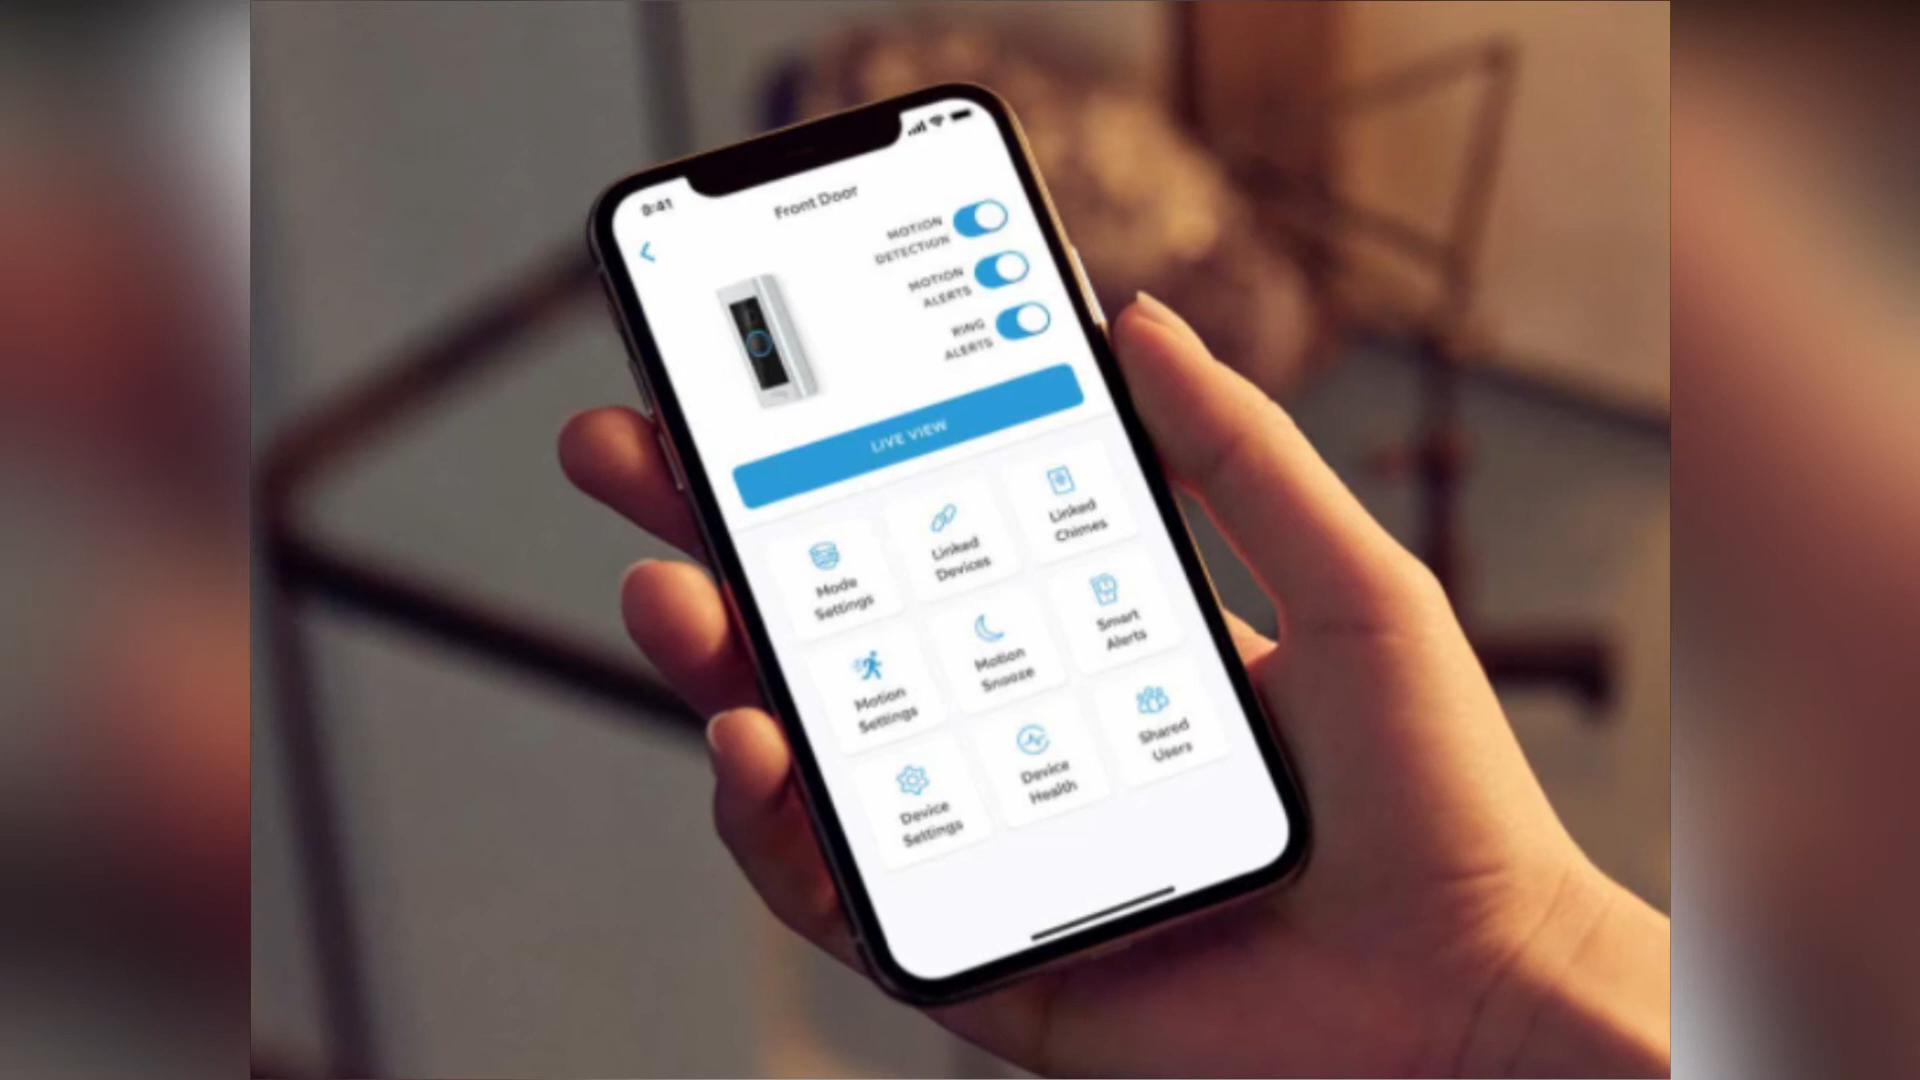 9:41
Front Door
MOTION
DETECTION
MOTION
ALERTS
RING
ALERTS
LIVE VIEW
Mode
Settings
Linked
Devices
Linked
Chimes
Motion
Settings
Motion
Snooze
Smart
Alerts
Device
Settings
Device
Health
Shared
Users